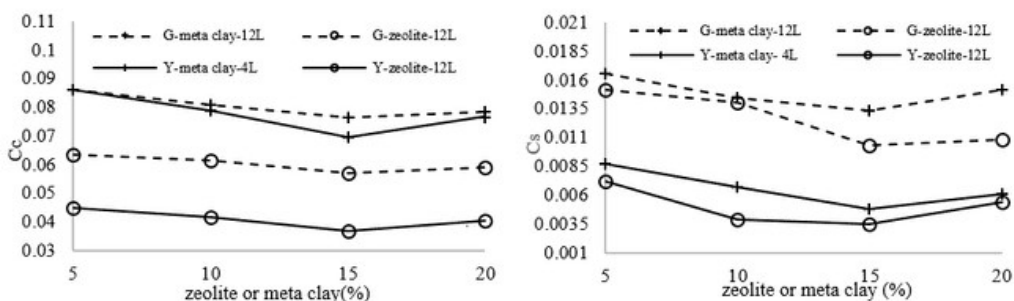 0.11
0.1
0.09
0.08
0.07
0.06
0.05
0.04
0.03
Cc
G-meta clay-12L
G-zeolite-12L
Y-meta clay-4L
Y-zeolite-12L
5
10
15
20
zeolite or meta clay(%)
0.021
0.0185
0.016
0.0135
0.011
0.0085
0.006
0.0035
0.001
Cs
G-meta clay-12L
G-zeolite-12L
Y-meta clay- 4L
Y-zeolite-12L
5
10
15
20
zeolite or meta clay (%)